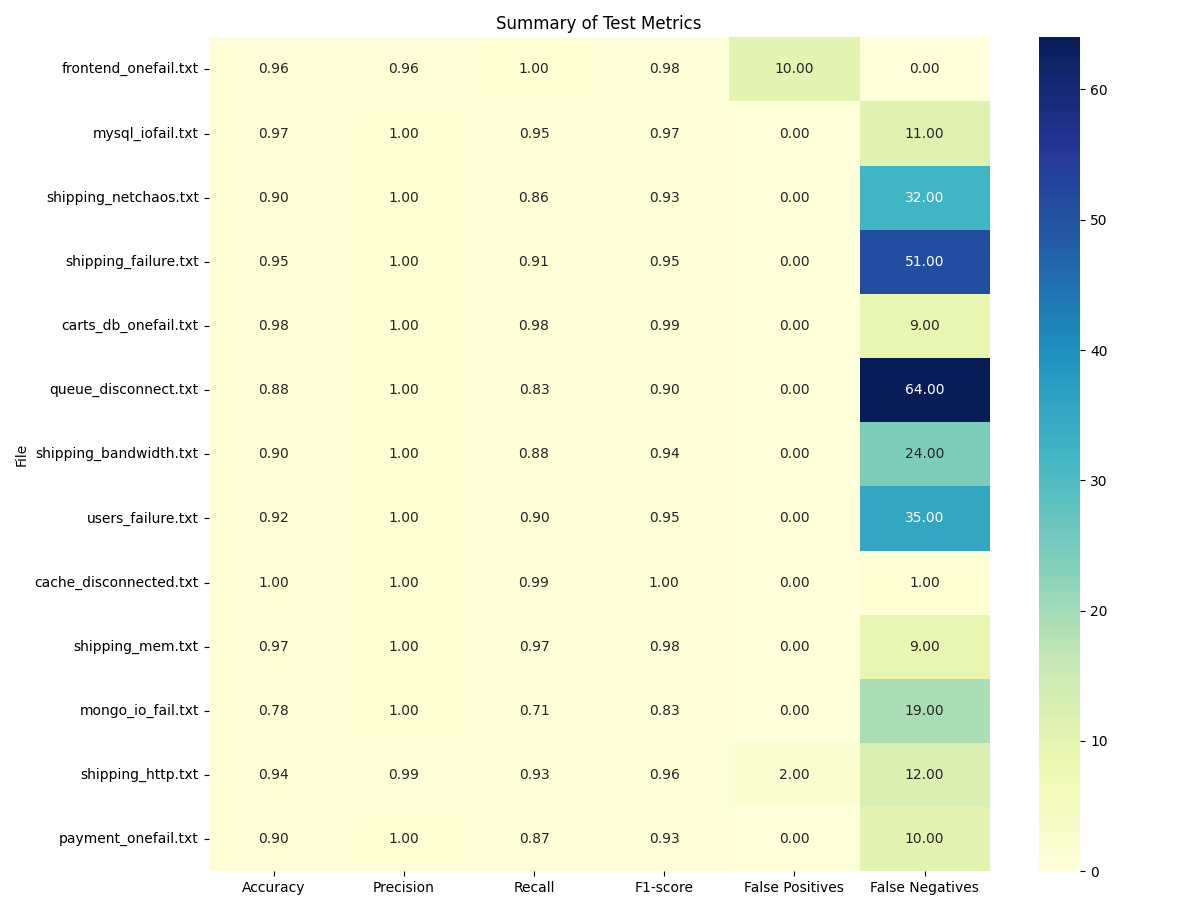 Summary of Test Metrics
File
frontend_onefail.txt 0.96 0.96 1.00 0.98 10.00 0.00
mysql_iofail.txt 0.97 1.00 0.95 0.97 0.00 11.00
shipping_netchaos.txt 0.90 1.00 0.86 0.93 0.00 32.00
shipping_failure.txt 0.95 1.00 0.91 0.95 0.00 51.00
carts_db_onefail.txt 0.98 1.00 0.98 0.99 0.00 9.00
queue_disconnect.txt 0.88 1.00 0.83 0.90 0.00 64.00
shipping_bandwidth.txt 0.90 1.00 0.88 0.94 0.00 24.00
users_failure.txt 0.92 1.00 0.90 0.95 0.00 35.00
cache_disconnected.txt 1.00 1.00 0.99 1.00 0.00 1.00
shipping_mem.txt 0.97 1.00 0.97 0.98 0.00 9.00
mongo_io_fail.txt 0.78 1.00 0.71 0.83 0.00 19.00
shipping_http.txt 0.94 0.99 0.93 0.96 2.00 12.00
payment_onefail.txt 0.90 1.00 0.87 0.93 0.00 10.00
Accuracy Precision Recall F1-score False Positives False Negatives
60
50
40
30
20
10
0